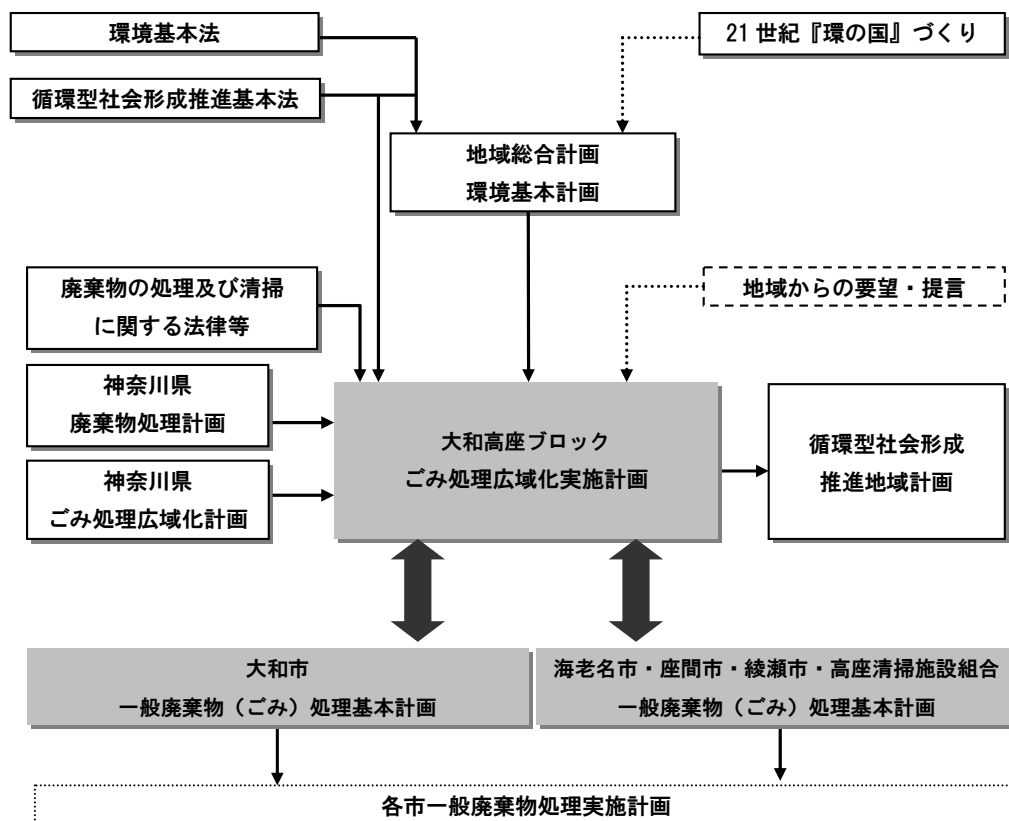 環境基本法
21世紀『環の国』づくり
循環型社会形成推進基本法
地域総合計画
環境基本計画
廃棄物の処理及び清掃
に関する法律等
地域からの要望・提言
神奈川県
廃棄物処理計画
大和高座ブロック
ごみ処理広域化実施計画
循環型社会形成
推進地域計画
神奈川県
ごみ処理広域化計画
大和市
一般廃棄物（ごみ）処理基本計画
海老名市・座間市・綾瀬市・高座清掃施設組合
一般廃棄物（ごみ）処理基本計画
各市一般廃棄物処理実施計画